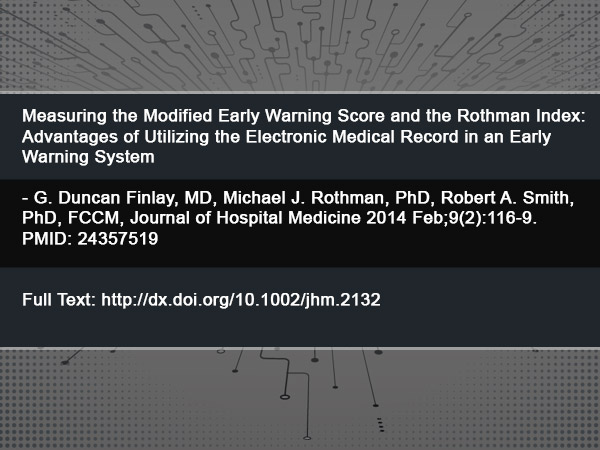 Measuring the Modified Early Warning Score and the Rothman Index:
Advantages of Utilizing the Electronic Medical Record in an Early
Warning System
- G. Duncan Finlay, MD, Michael J. Rothman, PhD, Robert A. Smith,
PhD, FCCM, Journal of Hospital Medicine 2014 Feb;9(2):116-9.
PMID: 24357519
Full Text: http://dx.doi.org/10.1002/jhm.2132